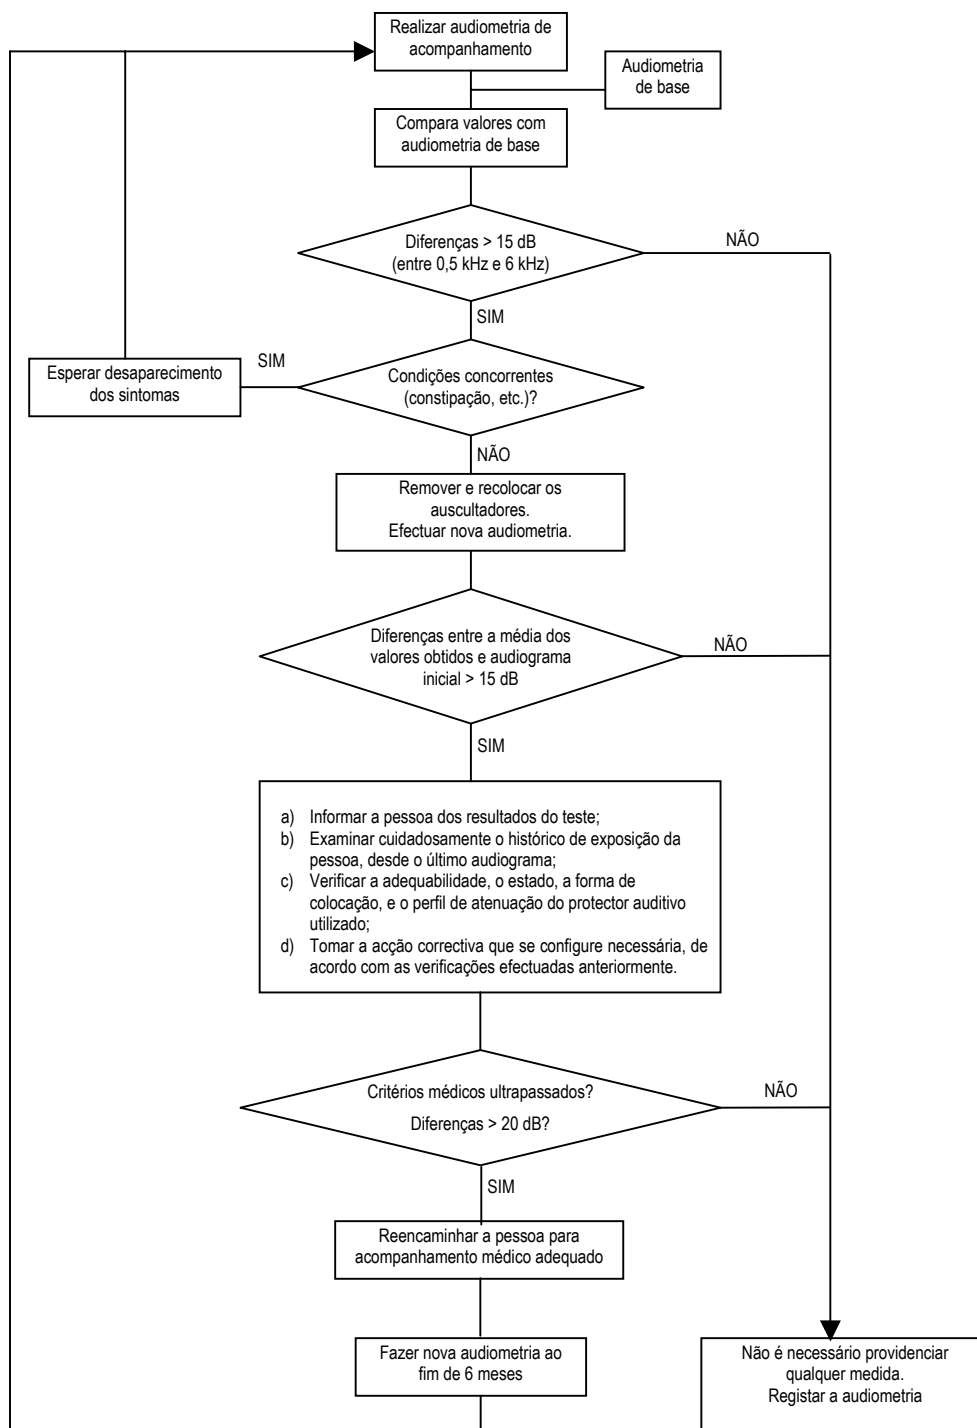 Realizar audiometria de
acompanhamento
Audiometria
de base
Compara valores com
audiometria de base
Diferenças > 15 dB
(entre 0,5 kHz e 6 kHz)
NÃO
SIM
Condições concorrentes
(constipação, etc.)?
SIM
Esperar desaparecimento
dos sintomas
NÃO
Remover e recolocar os
auscultadores.
Efectuar nova audiometria.
Diferenças entre a média dos
valores obtidos e audiograma
inicial > 15 dB
NÃO
SIM
a) Informar a pessoa dos resultados do teste;
b) Examinar cuidadosamente o histórico de exposição da
pessoa, desde o último audiograma;
c) Verificar a adequabilidade, o estado, a forma de
colocação, e o perfil de atenuação do protector auditivo
utilizado;
d) Tomar a acção correctiva que se configure necessária, de
acordo com as verificações efectuadas anteriormente.
Critérios médicos ultrapassados?
Diferenças > 20 dB?
NÃO
SIM
Reencaminhar a pessoa para
acompanhamento médico adequado
Fazer nova audiometria ao
fim de 6 meses
Não é necessário providenciar
qualquer medida.
Registar a audiometria